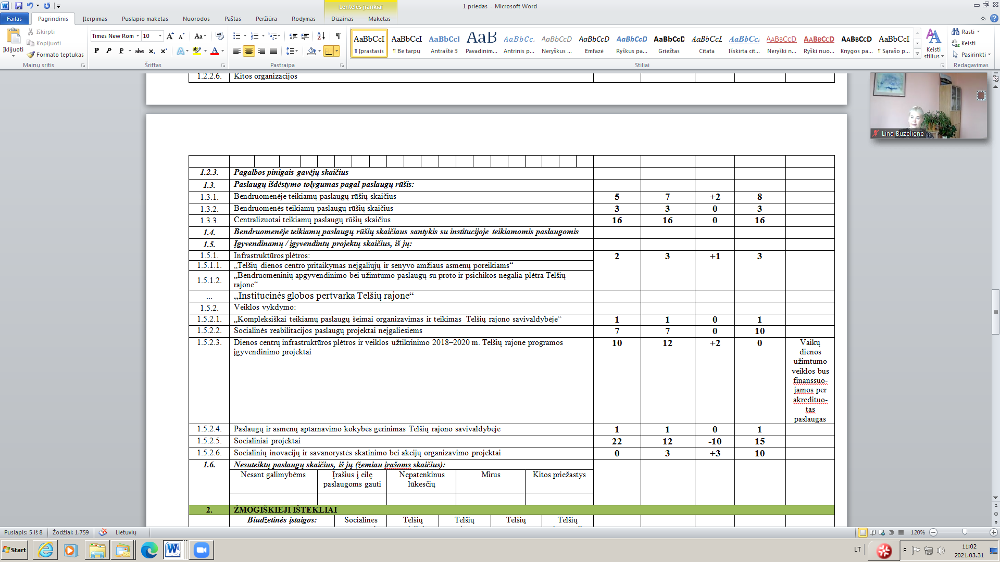 1 priedas - Microsoft Word
Lentelės įrankiai
Failas Pagrindinis Įterpimas Puslapio maketas Nuorodos Paštas Peržiūra Rodymas Dizainas Maketas
Įklijuoti
Iškirpti
Kopijuoti
Formato teptukas
Mainų sritis
Times New Rom 10
Šriftas
Pastraipa
AaBbCcI AaBbCcI AaBbCcI AaB AaBbCc. AaBbCcD AaBbCcD AaBbCcD AaBbCcD AaBbCcI AaBbCcI AaBbCcD AaBbCcD AaBbCcD AaBbCcI
¶ Įprastasis ¶ Be tarpų Antraštė 3 Pavadinim... Antrinis p... Neryškus ... Emfazė Ryškus pa... Griežtas Citata Išskirta cit... Neryški n... Ryški nuo... Knygos pa... ¶ Sąrašo p...
Stiliai
Keisti stilius
Rasti
Keisti
Pasirinkti
Redagavimas
1.2.2.6. Kitos organizacijos
Lina Buzeliene
1.2.3. Pagalbos pinigais gavėjų skaičius
1.3. Paslaugų išdėstymo tolygumas pagal paslaugų rūšis:
1.3.1. Bendruomenėje teikiamų paslaugų rūšių skaičius 5 7 +2 8
1.3.2. Bendruomenės teikiamų paslaugų rūšių skaičius 3 3 0 3
1.3.3. Centralizuotai teikiamų paslaugų rūšių skaičius 16 16 0 16
1.4. Bendruomenėje teikiamų paslaugų rūšių skaičiaus santykis su institucijoje teikiamomis paslaugomis
1.5. Įgyvendinamų / įgyvendintų projektų skaičius, iš jų:
1.5.1. Infrastruktūros plėtros: 2 3 +1 3
1.5.1.1. „Telšių dienos centro pritaikymas neįgaliųjų ir senyvo amžiaus asmenų poreikiams“
1.5.1.2. „Bendruomeninių apgyvendinimo bei užimtumo paslaugų su proto ir psichikos negalia plėtra Telšių
rajone“
... „Institucinės globos pertvarka Telšių rajone“
1.5.2. Veiklos vykdymo:
1.5.2.1. „Kompleksiškai teikiamų paslaugų šeimai organizavimas ir teikimas Telšių rajono savivaldybėje“ 1 1 0 1
1.5.2.2. Socialinės reabilitacijos paslaugų projektai neįgaliesiems 7 7 0 10
1.5.2.3. Dienos centrų infrastruktūros plėtros ir veiklos užtikrinimo 2018–2020 m. Telšių rajone programos 10 12 +2 0 Vaikų
įgyvendinimo projektai dienos
užimtumo
veiklos bus
finanssuo-
jamos per
akredituo-
tas
paslaugas
1.5.2.4. Paslaugų ir asmenų aptarnavimo kokybės gerinimas Telšių rajono savivaldybėje 1 1 0 1
1.5.2.5. Socialiniai projektai 22 12 -10 15
1.5.2.6. Socialinių inovacijų ir savanorystės skatinimo bei akcijų organizavimo projektai 0 3 +3 10
1.6. Nesuteiktų paslaugų skaičius, iš jų (žemiau įrašoms skaičius):
Nesant galimybėms Įrašius į eilę Nepatenkinus Mirus Kitos priežastys
paslaugoms gauti lūkesčių
2. ŽMOGIŠKIEJI IŠTEKLIAI
Biudžetinės įstaigos: Socialinės Telšių Telšių Telšių Telšių
Puslapis: 5 iš 8 Žodžiai: 1.759 Lietuvių 120%
Start LT 11:02
2021.03.31